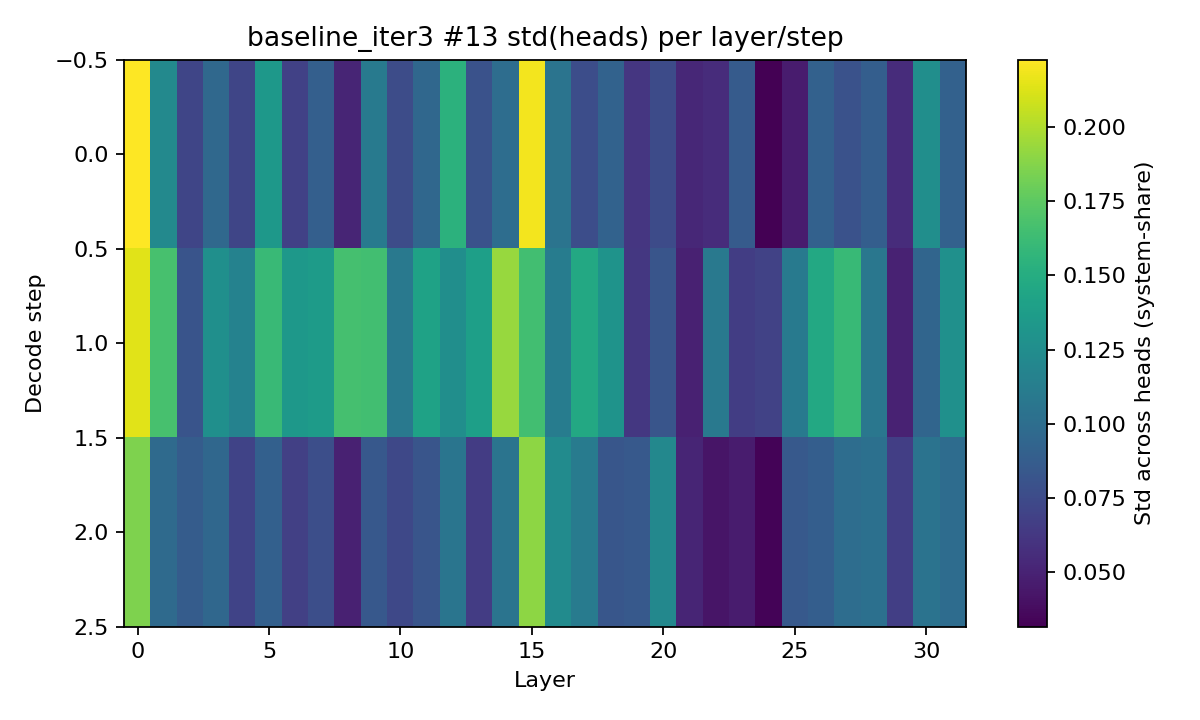 baseline_iter3 #13 std(heads) per layer/step
−0.5
0.0
0.5
1.0
1.5
2.0
2.5
Decode step
0 5 10 15 20 25 30
Layer
0.200
0.175
0.150
0.125
0.100
0.075
0.050
Std across heads (system-share)